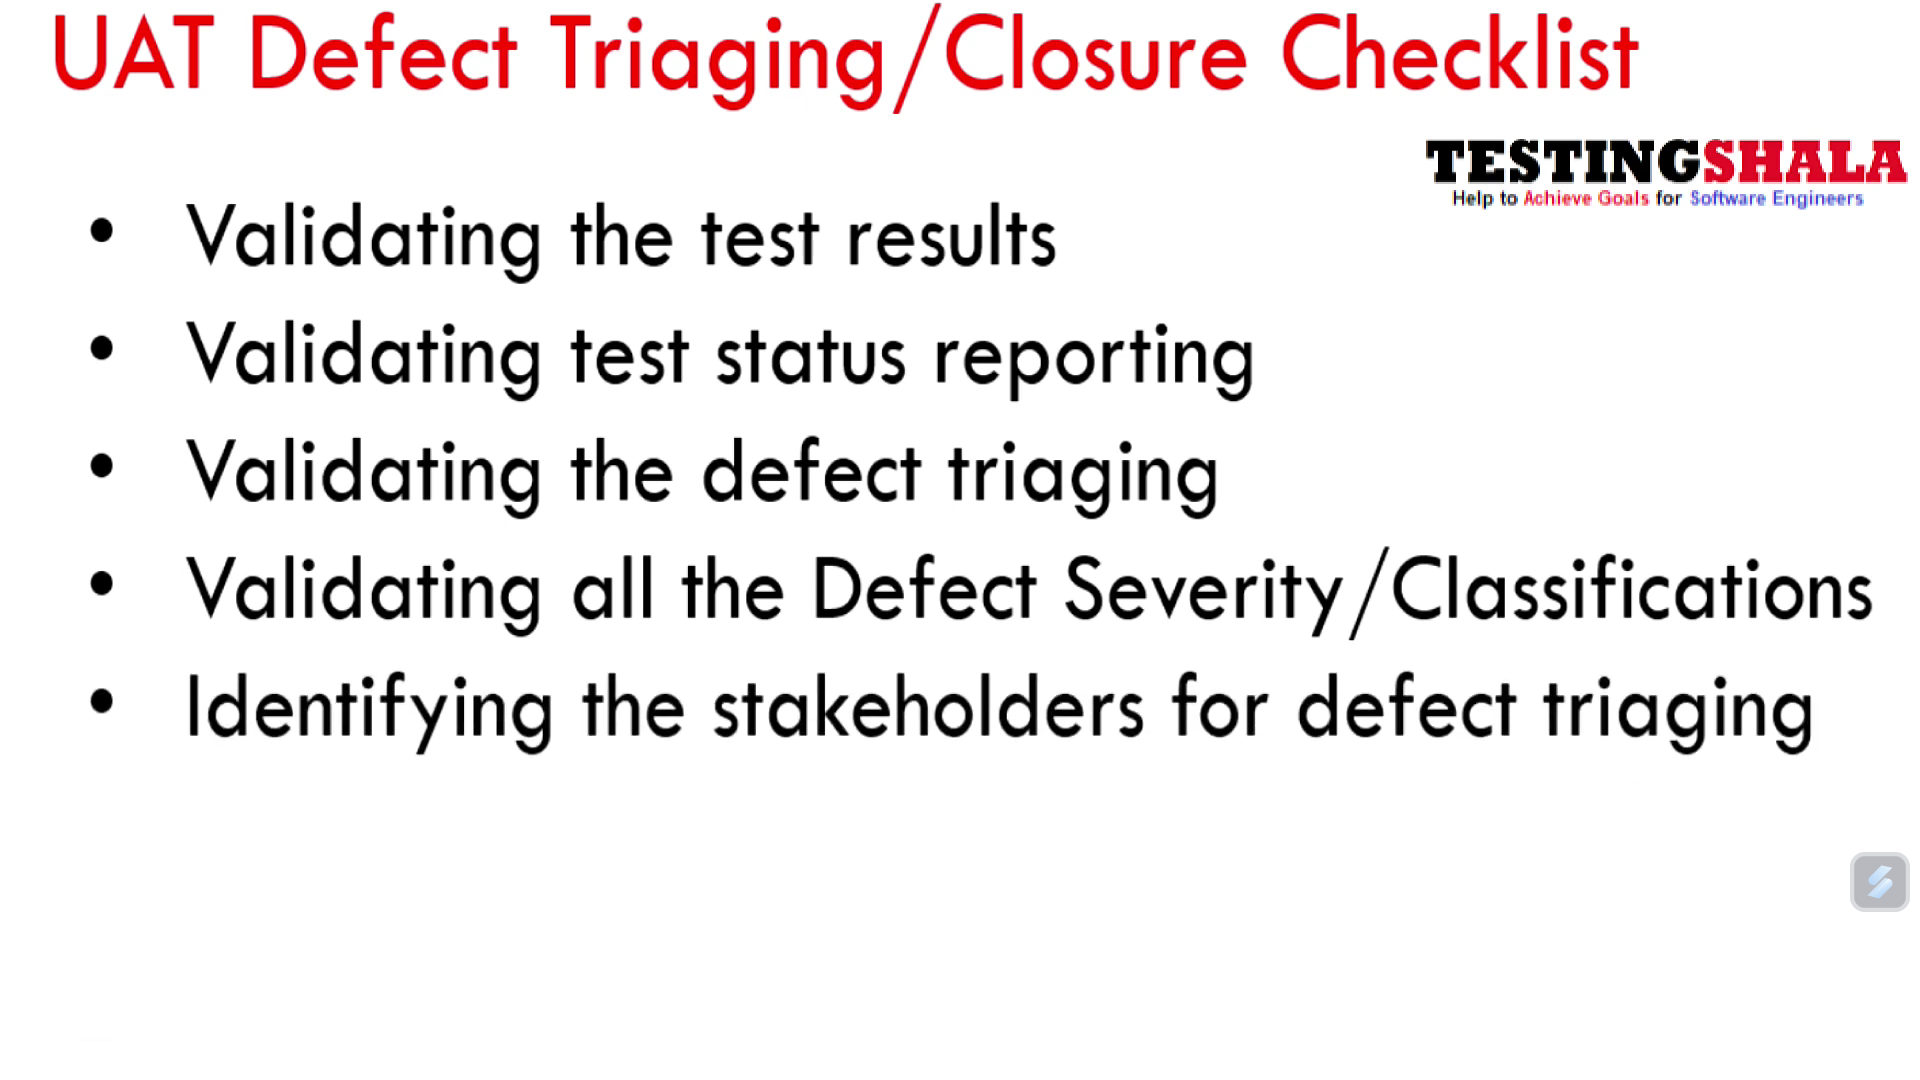 UAT Defect Triaging/Closure Checklist
TESTINGSHALA
Help to Achieve Goals for Software Engineers
• Validating the test results
• Validating test status reporting
• Validating the defect triaging
• Validating all the Defect Severity/Classifications
• Identifying the stakeholders for defect triaging